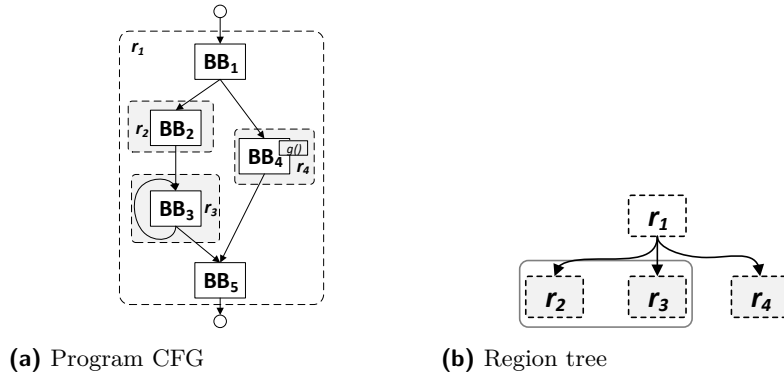 r₁
BB₁
r₂
BB₂
BB₄
g()
r₄
BB₃
r₃
BB₅
(a) Program CFG
r₁
r₂ r₃ r₄
(b) Region tree